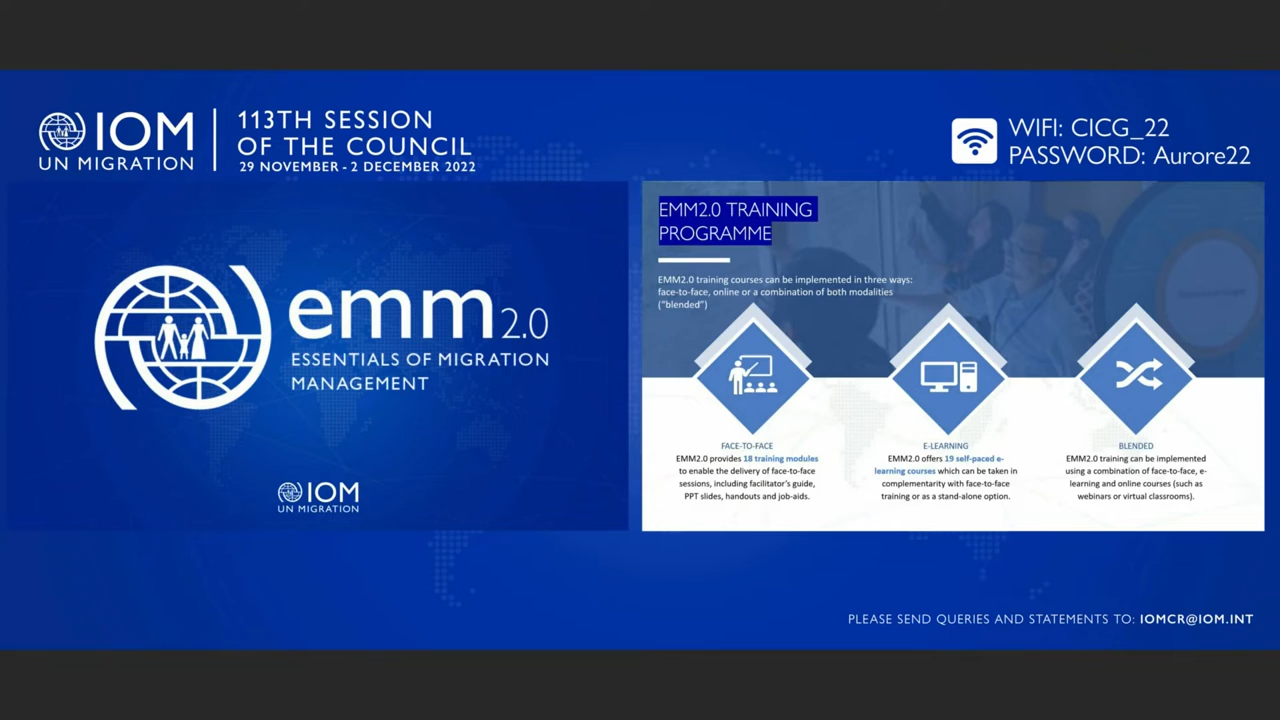 IOM
UN MIGRATION
113TH SESSION
OF THE COUNCIL
29 NOVEMBER - 2 DECEMBER 2022
WIFI: CICG_22
PASSWORD: Aurore22
emm 2.0
ESSENTIALS OF MIGRATION
MANAGEMENT
IOM
UN MIGRATION
EMM2.0 TRAINING
PROGRAMME
EMM2.0 training courses can be implemented in three ways:
face-to-face, online or a combination of both modalities
(“blended”)
FACE-TO-FACE
EMM2.0 provides 18 training modules
to enable the delivery of face-to-face
sessions, including facilitator's guide,
PPT slides, handouts and job-aids.
E-LEARNING
EMM2.0 offers 19 self-paced e-
learning courses which can be taken in
complementarity with face-to-face
training or as a stand-alone option.
BLENDED
EMM2.0 training can be implemented
using a combination of face-to-face, e-
learning and online courses (such as
webinars or virtual classrooms).
PLEASE SEND QUERIES AND STATEMENTS TO: IOMCR@IOM.INT